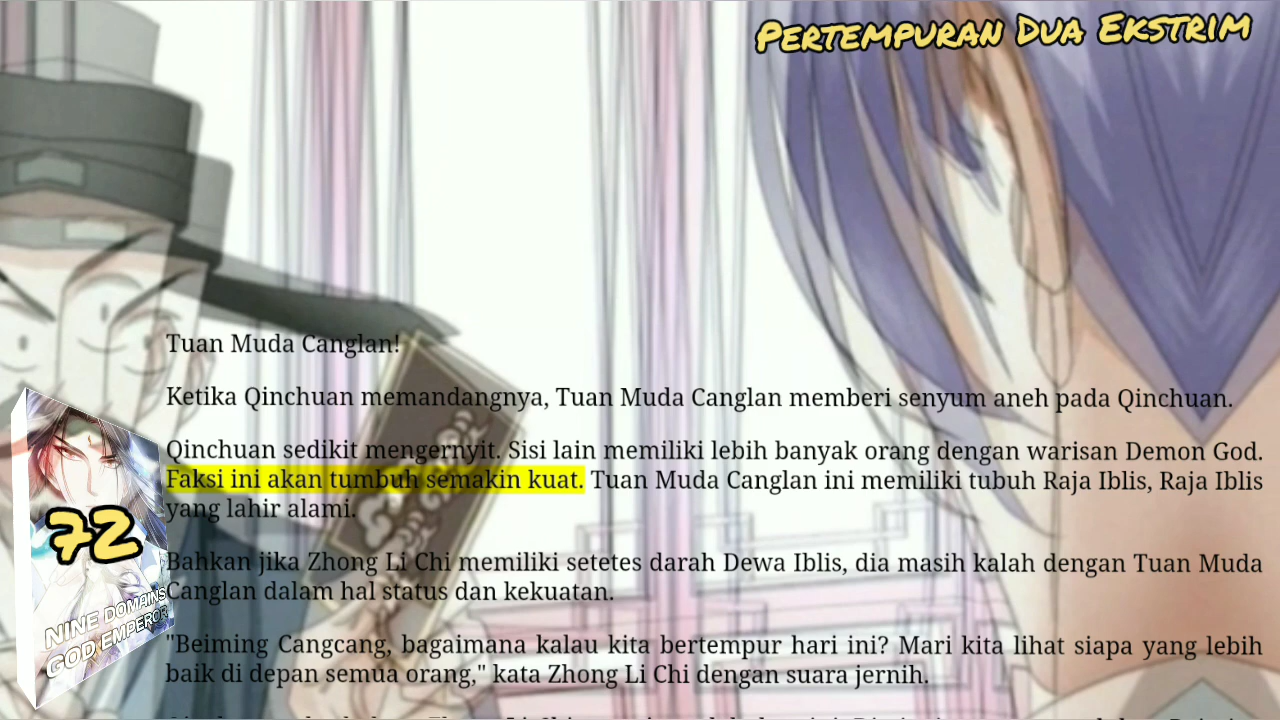 PERTEMPURAN DUA EKSTRIM
Tuan Muda Canglan!
Ketika Qinchuan memandangnya, Tuan Muda Canglan memberi senyum aneh pada Qinchuan.
Qinchuan sedikit mengernyit. Sisi lain memiliki lebih banyak orang dengan warisan Demon God.
Faksi ini akan tumbuh semakin kuat. Tuan Muda Canglan ini memiliki tubuh Raja Iblis, Raja Iblis
yang lahir alami.
Bahkan jika Zhong Li Chi memiliki setetes darah Dewa Iblis, dia masih kalah dengan Tuan Muda
Canglan dalam hal status dan kekuatan.
"Beiming Cangcang, bagaimana kalau kita bertempur hari ini? Mari kita lihat siapa yang lebih
baik di depan semua orang," kata Zhong Li Chi dengan suara jernih.
72
NINE DOMAINS
GOD EMPEROR